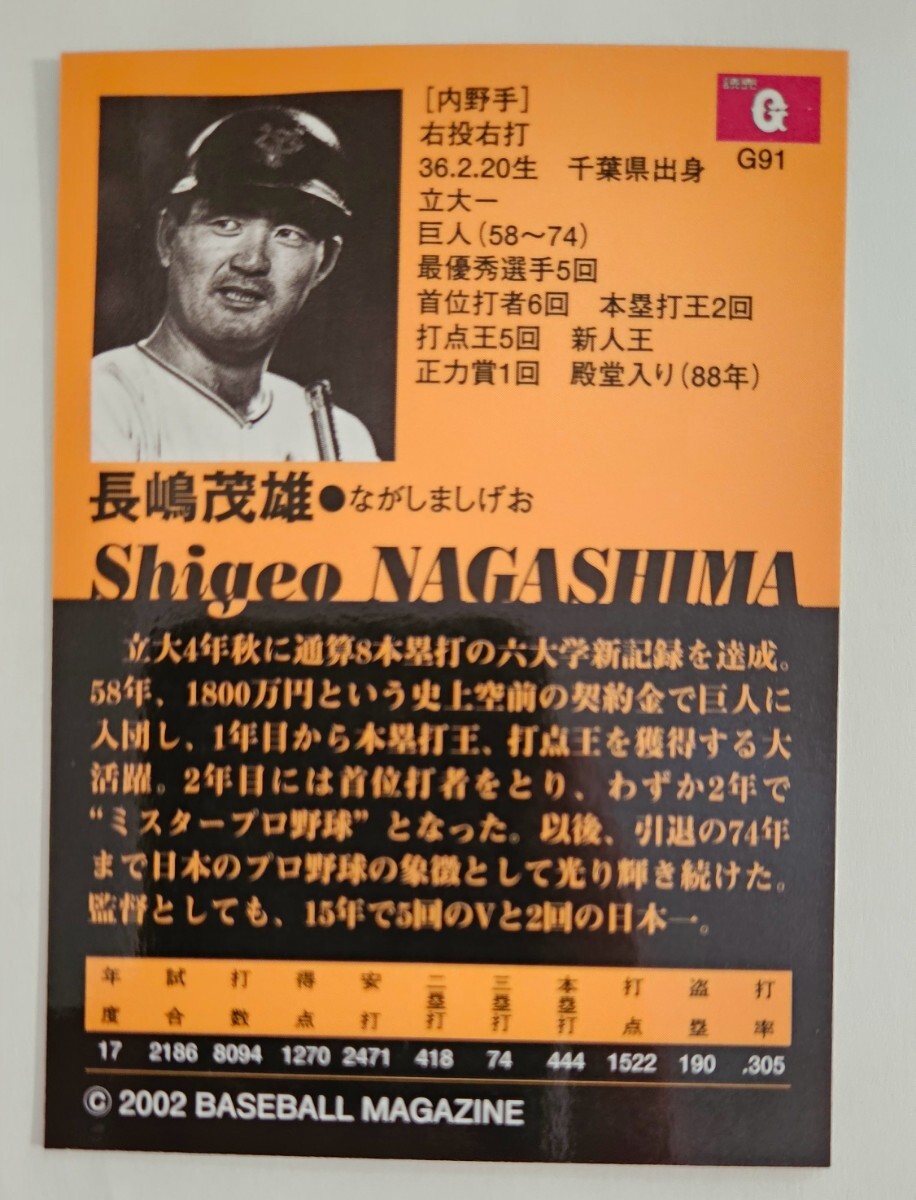 [内野手]
右投右打
36.2.20生　千葉県出身
立大ー
巨人(58〜74)
最優秀選手5回
首位打者6回　本塁打王2回
打点王5回　新人王
正力賞1回　殿堂入り(88年)
読売
G
G91
長嶋茂雄●ながしましげお
Shigeo NAGASHIMA
立大4年秋に通算8本塁打の六大学新記録を達成。
58年、1800万円という史上空前の契約金で巨人に
入団し、1年目から本塁打王、打点王を獲得する大
活躍。2年目には首位打者をとり、わずか2年で
“ミスタープロ野球”となった。以後、引退の74年
まで日本のプロ野球の象徴として光り輝き続けた。
監督としても、15年で5回のVと2回の日本一。
年度 試合 打数 得点 安打 二塁打 三塁打 本塁打 打点 盗塁 打率
17 2186 8094 1270 2471 418 74 444 1522 190 .305
© 2002 BASEBALL MAGAZINE